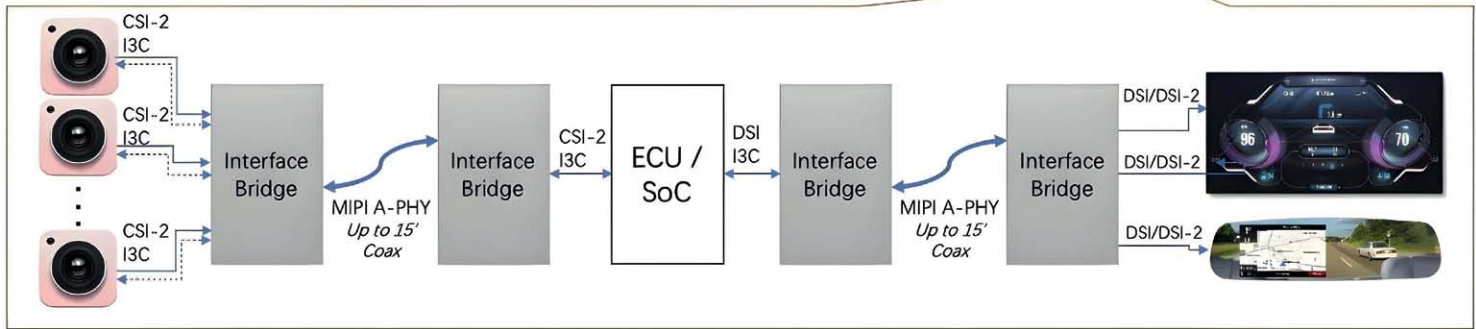 CSI-2
I3C
CSI-2
I3C
CSI-2
I3C
Interface
Bridge
MIPI A-PHY
Up to 15'
Coax
Interface
Bridge
CSI-2
I3C
ECU /
SoC
DSI
I3C
Interface
Bridge
MIPI A-PHY
Up to 15'
Coax
Interface
Bridge
DSI/DSI-2
DSI/DSI-2
DSI/DSI-2
96
70